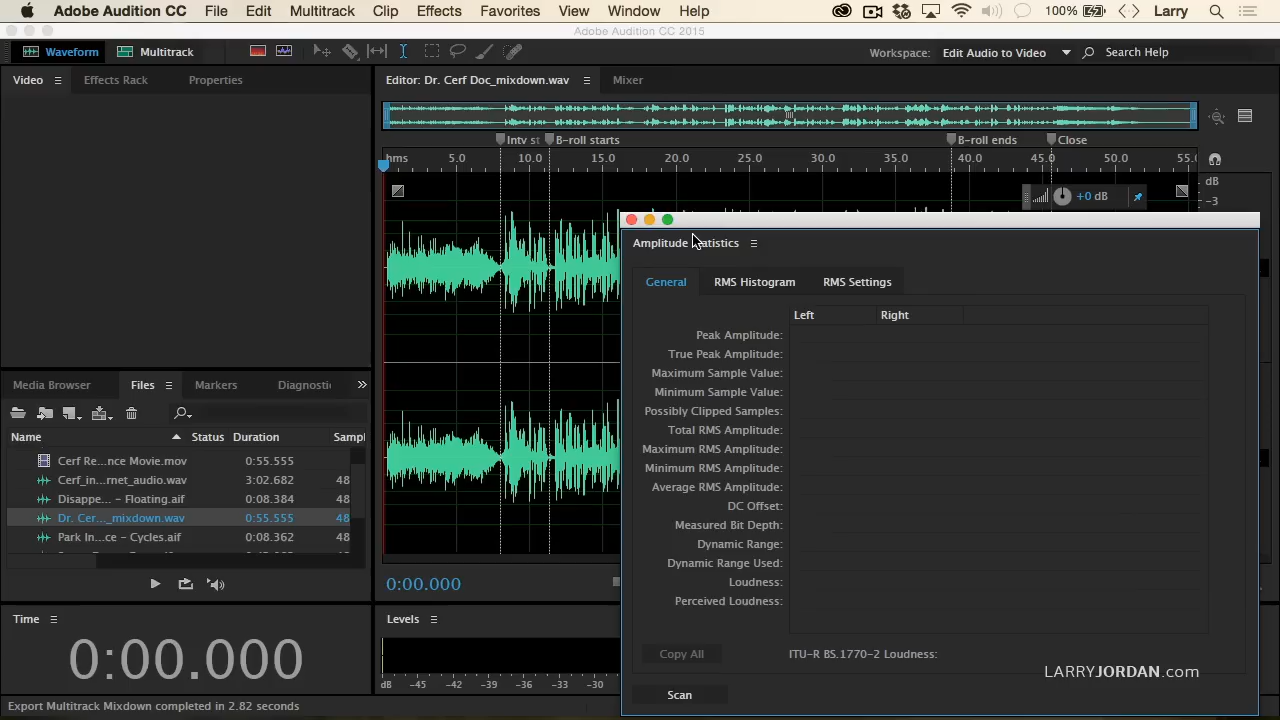 Adobe Audition CC File Edit Multitrack Clip Effects Favorites View Window Help 100% Larry
Adobe Audition CC 2015
Waveform Multitrack Workspace: Edit Audio to Video Search Help
Video Effects Rack Properties Editor: Dr. Cerf Doc_mixdown.wav Mixer
Intv st B-roll starts B-roll ends Close
hms 5.0 10.0 15.0 20.0 25.0 30.0 35.0 40.0 45.0 50.0 55.
dB
+0 dB
-3
Amplitude
General RMS Histogram RMS Settings
Left Right
Peak Amplitude:
True Peak Amplitude:
Maximum Sample Value:
Minimum Sample Value:
Possibly Clipped Samples:
Total RMS Amplitude:
Maximum RMS Amplitude:
Minimum RMS Amplitude:
Average RMS Amplitude:
DC Offset:
Measured Bit Depth:
Dynamic Range:
Dynamic Range Used:
Loudness:
Perceived Loudness:
Copy All ITU-R BS.1770-2 Loudness:
Scan
Media Browser Files Markers Diagnosti
Name Status Duration Sampl
Cerf Re...nce Movie.mov 0:55.555
Cerf_in...rnet_audio.wav 3:02.682 48
Disappe... - Floating.aif 0:08.384 48
Dr. Cer..._mixdown.wav 0:55.555 48
Park In...ce - Cycles.aif 0:08.362 48
0:00.000
Time Levels
0:00.000
dB -45 -42 -39 -36 -33 -30
Export Multitrack Mixdown completed in 2.82 seconds
LARRYJORDAN.com